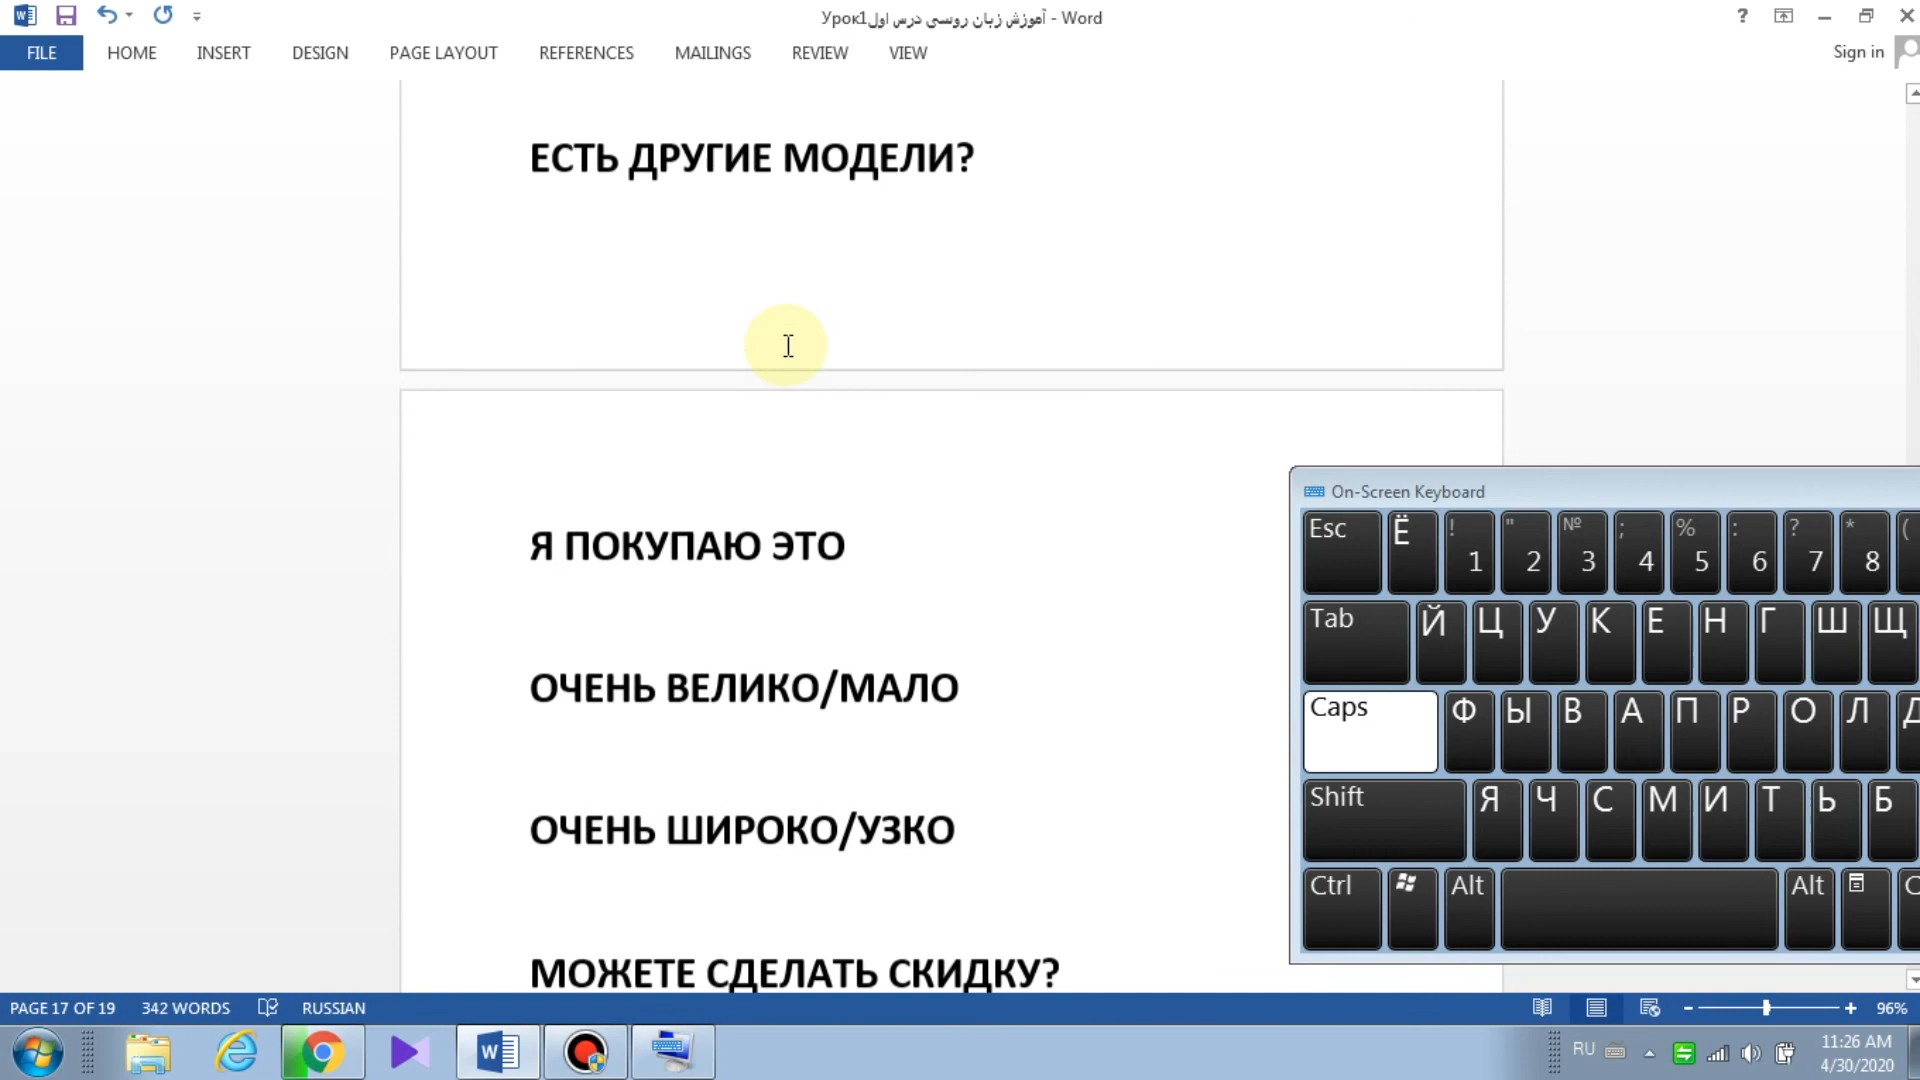 Урок1آموزش زبان روسی درس اول - Word
?
FILE HOME INSERT DESIGN PAGE LAYOUT REFERENCES MAILINGS REVIEW VIEW Sign in
ЕСТЬ ДРУГИЕ МОДЕЛИ?
Я ПОКУПАЮ ЭТО
ОЧЕНЬ ВЕЛИКО/МАЛО
ОЧЕНЬ ШИРОКО/УЗКО
МОЖЕТЕ СДЕЛАТЬ СКИДКУ?
On-Screen Keyboard
Esc Ё ! 1 " 2 № 3 ; 4 % 5 : 6 ? 7 * 8 (
Tab Й Ц У К Е Н Г Ш Щ
Caps Ф Ы В А П Р О Л Д
Shift Я Ч С М И Т Ь Б
Ctrl Alt Alt C
PAGE 17 OF 19 342 WORDS RUSSIAN 96%
RU 11:26 AM
4/30/2020